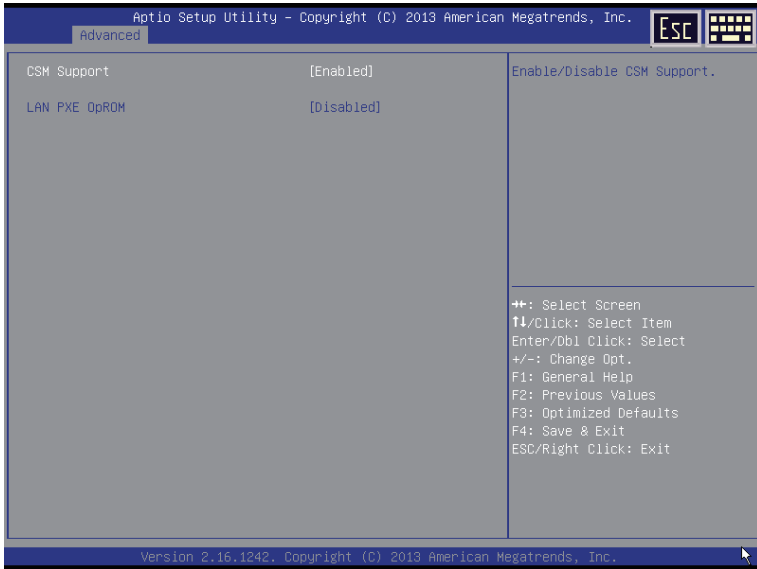 Aptio Setup Utility – Copyright (C) 2013 American Megatrends, Inc.
Esc
Advanced
CSM Support [Enabled]
LAN PXE OpROM [Disabled]
Enable/Disable CSM Support.
→←: Select Screen
↑↓/Click: Select Item
Enter/Dbl Click: Select
+/-: Change Opt.
F1: General Help
F2: Previous Values
F3: Optimized Defaults
F4: Save & Exit
ESC/Right Click: Exit
Version 2.16.1242. Copyright (C) 2013 American Megatrends, Inc.